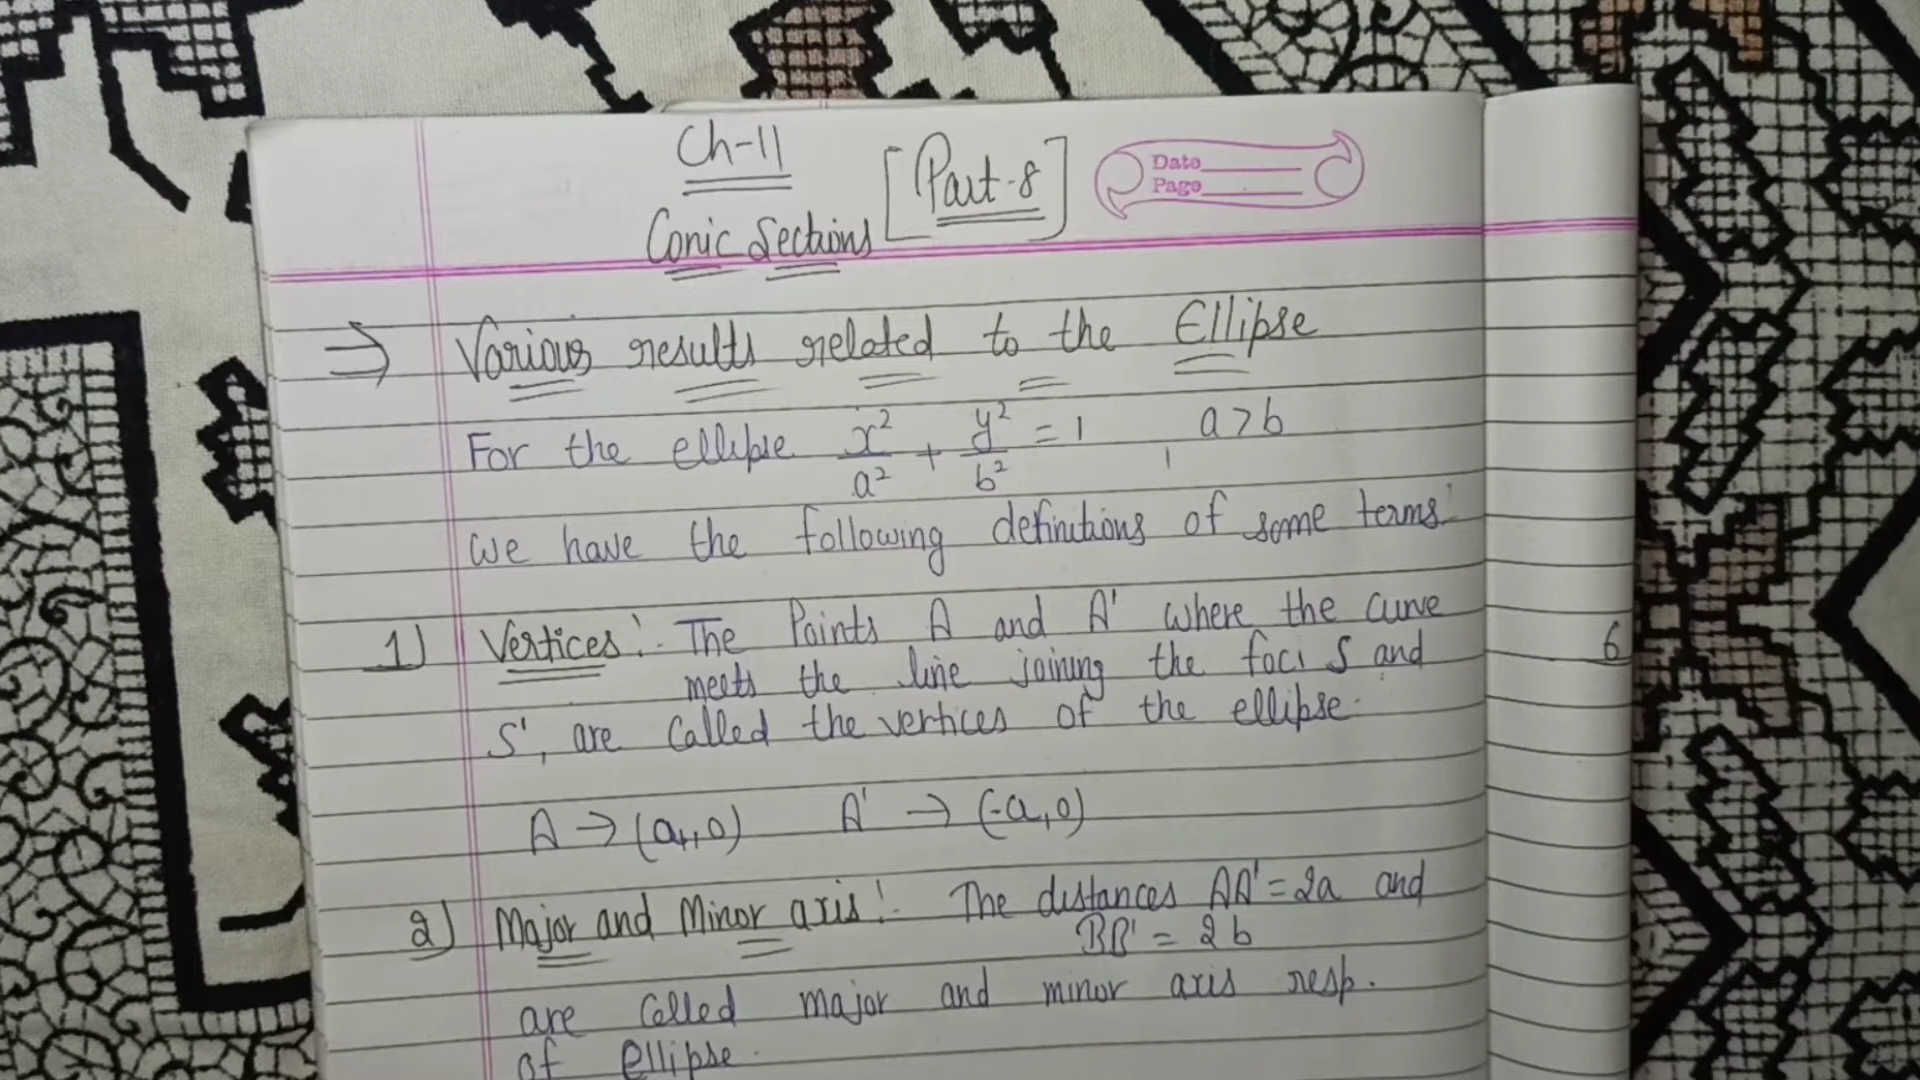 Ch-11
[Part-8]
Date
Page
Conic Sections
⇒ Various results related to the Ellipse
For the ellipse x²/a² + y²/b² = 1 , a>b
we have the following definitions of some terms:
1) Vertices:- The Points A and A' where the curve
meets the line joining the foci S and
S', are called the vertices of the ellipse.
6
A → (a,0) A' → (-a,0)
2) Major and Minor axis:- The distances AA' = 2a and
BB' = 2b
are called major and minor axis resp.
of ellipse.